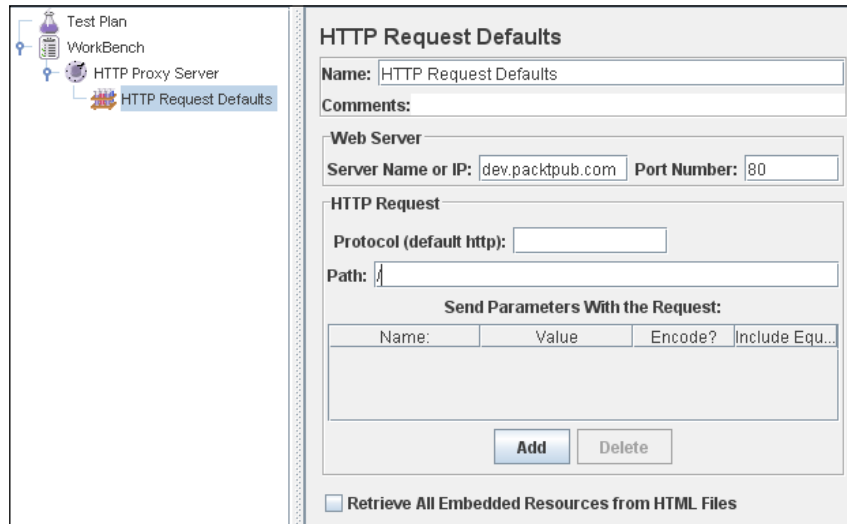 Test Plan
WorkBench
HTTP Proxy Server
HTTP Request Defaults
HTTP Request Defaults
Name: HTTP Request Defaults
Comments:
Web Server
Server Name or IP: dev.packtpub.com Port Number: 80
HTTP Request
Protocol (default http):
Path: /
Send Parameters With the Request:
Name: Value Encode? Include Equ...
Add Delete
Retrieve All Embedded Resources from HTML Files